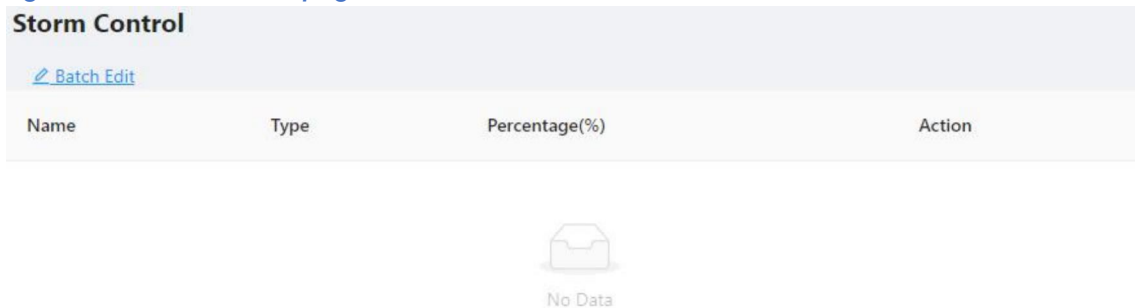 Storm Control
Batch Edit
Name Type Percentage(%) Action
No Data